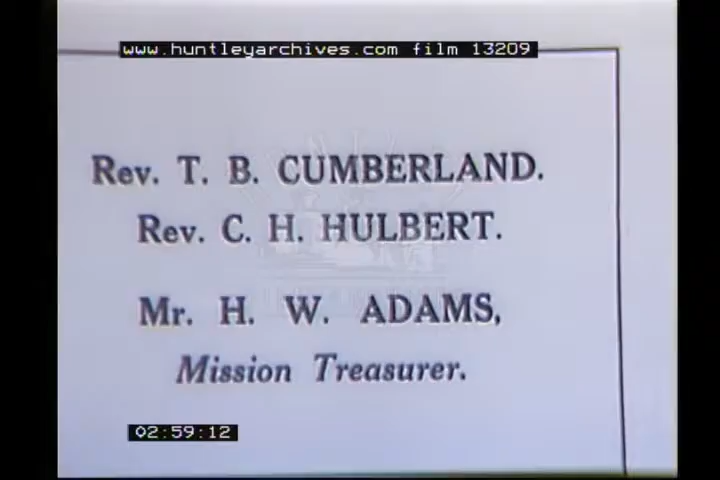 www.huntleyarchives.com film 13209
Rev. T. B. CUMBERLAND.
Rev. C. H. HULBERT.
Mr. H. W. ADAMS,
Mission Treasurer.
02:59:12